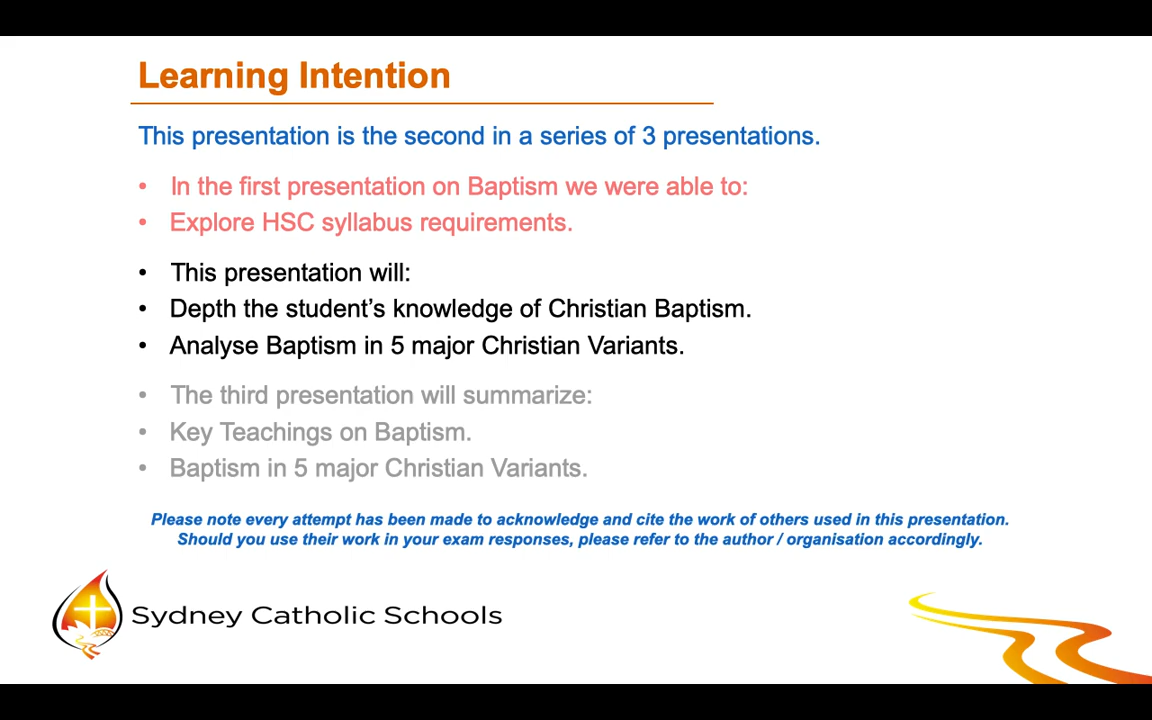 Learning Intention
This presentation is the second in a series of 3 presentations.
• In the first presentation on Baptism we were able to:
• Explore HSC syllabus requirements.
• This presentation will:
• Depth the student’s knowledge of Christian Baptism.
• Analyse Baptism in 5 major Christian Variants.
• The third presentation will summarize:
• Key Teachings on Baptism.
• Baptism in 5 major Christian Variants.
Please note every attempt has been made to acknowledge and cite the work of others used in this presentation.
Should you use their work in your exam responses, please refer to the author / organisation accordingly.
Sydney Catholic Schools